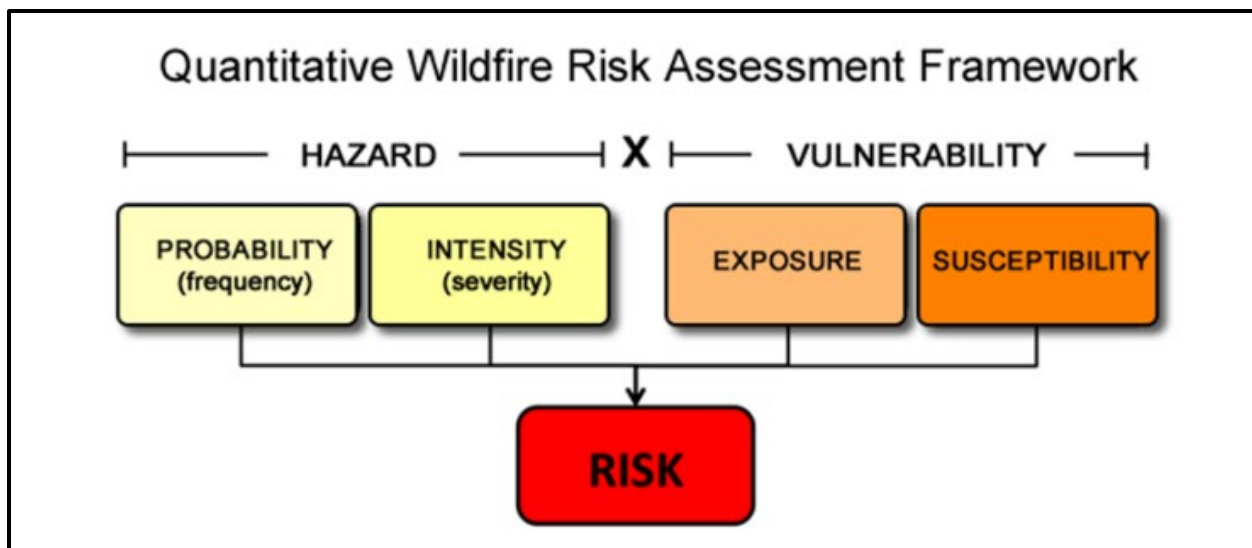 Quantitative Wildfire Risk Assessment Framework
HAZARD X VULNERABILITY
PROBABILITY
(frequency)
INTENSITY
(severity)
EXPOSURE
SUSCEPTIBILITY
RISK